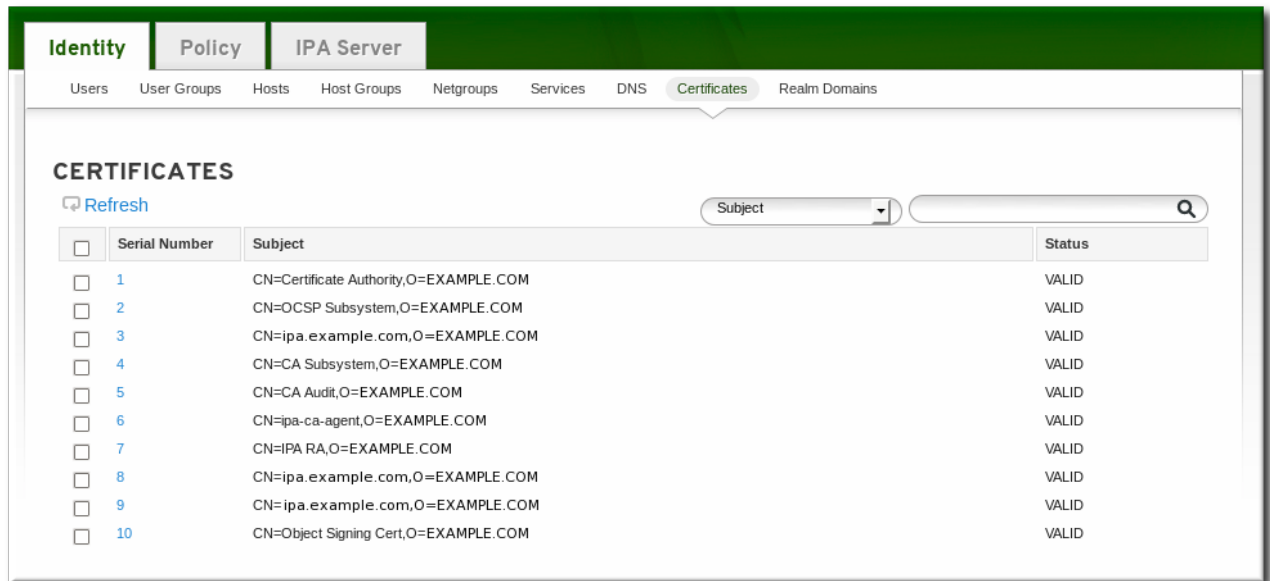 Identity Policy IPA Server
Users User Groups Hosts Host Groups Netgroups Services DNS Certificates Realm Domains
CERTIFICATES
Refresh Subject
Serial Number Subject Status
1 CN=Certificate Authority,O=EXAMPLE.COM VALID
2 CN=OCSP Subsystem,O=EXAMPLE.COM VALID
3 CN=ipa.example.com,O=EXAMPLE.COM VALID
4 CN=CA Subsystem,O=EXAMPLE.COM VALID
5 CN=CA Audit,O=EXAMPLE.COM VALID
6 CN=ipa-ca-agent,O=EXAMPLE.COM VALID
7 CN=IPA RA,O=EXAMPLE.COM VALID
8 CN=ipa.example.com,O=EXAMPLE.COM VALID
9 CN=ipa.example.com,O=EXAMPLE.COM VALID
10 CN=Object Signing Cert,O=EXAMPLE.COM VALID